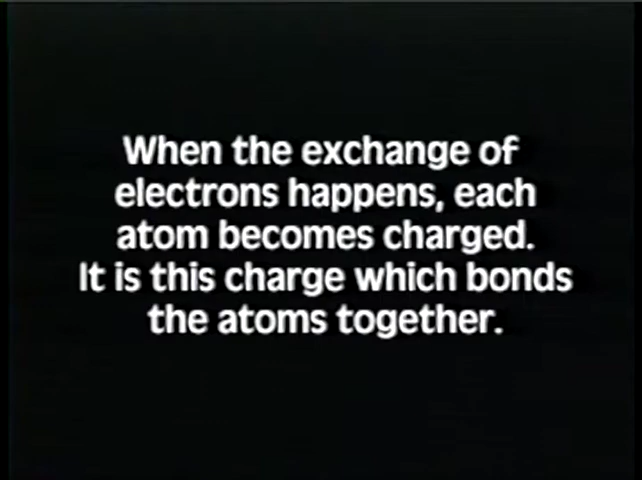 When the exchange of
electrons happens, each
atom becomes charged.
It is this charge which bonds
the atoms together.